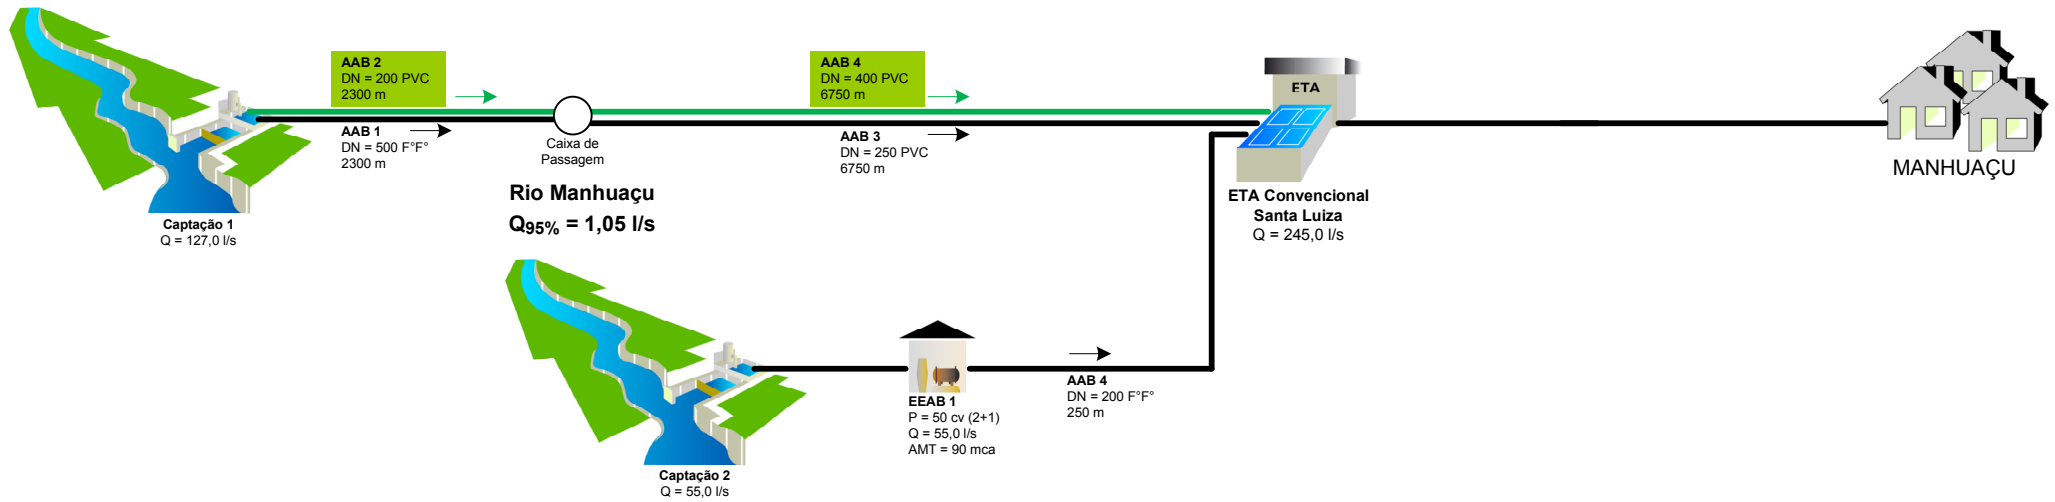 AAB 2
DN = 200 PVC
2300 m
AAB 1
DN = 500 F°F°
2300 m
Caixa de
Passagem
AAB 4
DN = 400 PVC
6750 m
AAB 3
DN = 250 PVC
6750 m
ETA
MANHUAÇU
Captação 1
Q = 127,0 l/s
Rio Manhuaçu
Q95% = 1,05 l/s
ETA Convencional
Santa Luiza
Q = 245,0 l/s
EEAB 1
P = 50 cv (2+1)
Q = 55,0 l/s
AMT = 90 mca
AAB 4
DN = 200 F°F°
250 m
Captação 2
Q = 55,0 l/s